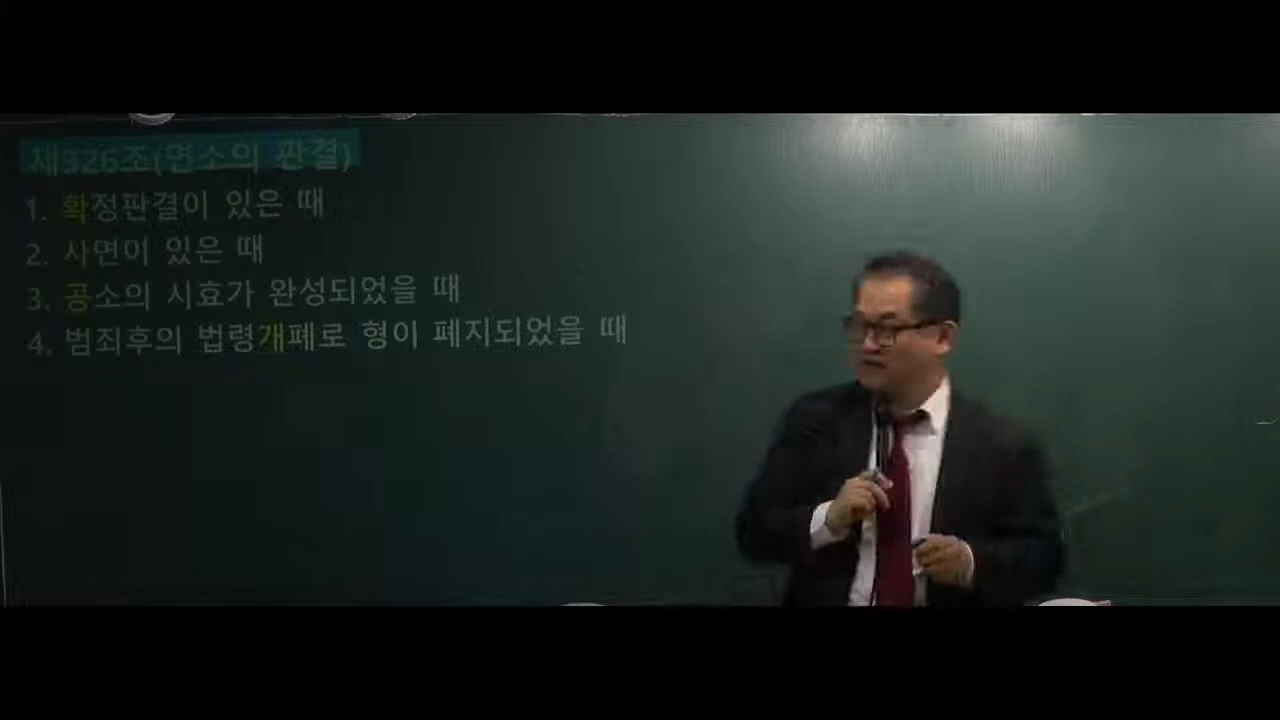 제326조(면소의 판결)
1. 확정판결이 있은 때
2. 사면이 있은 때
3. 공소의 시효가 완성되었을 때
4. 범죄후의 법령개폐로 형이 폐지되었을 때